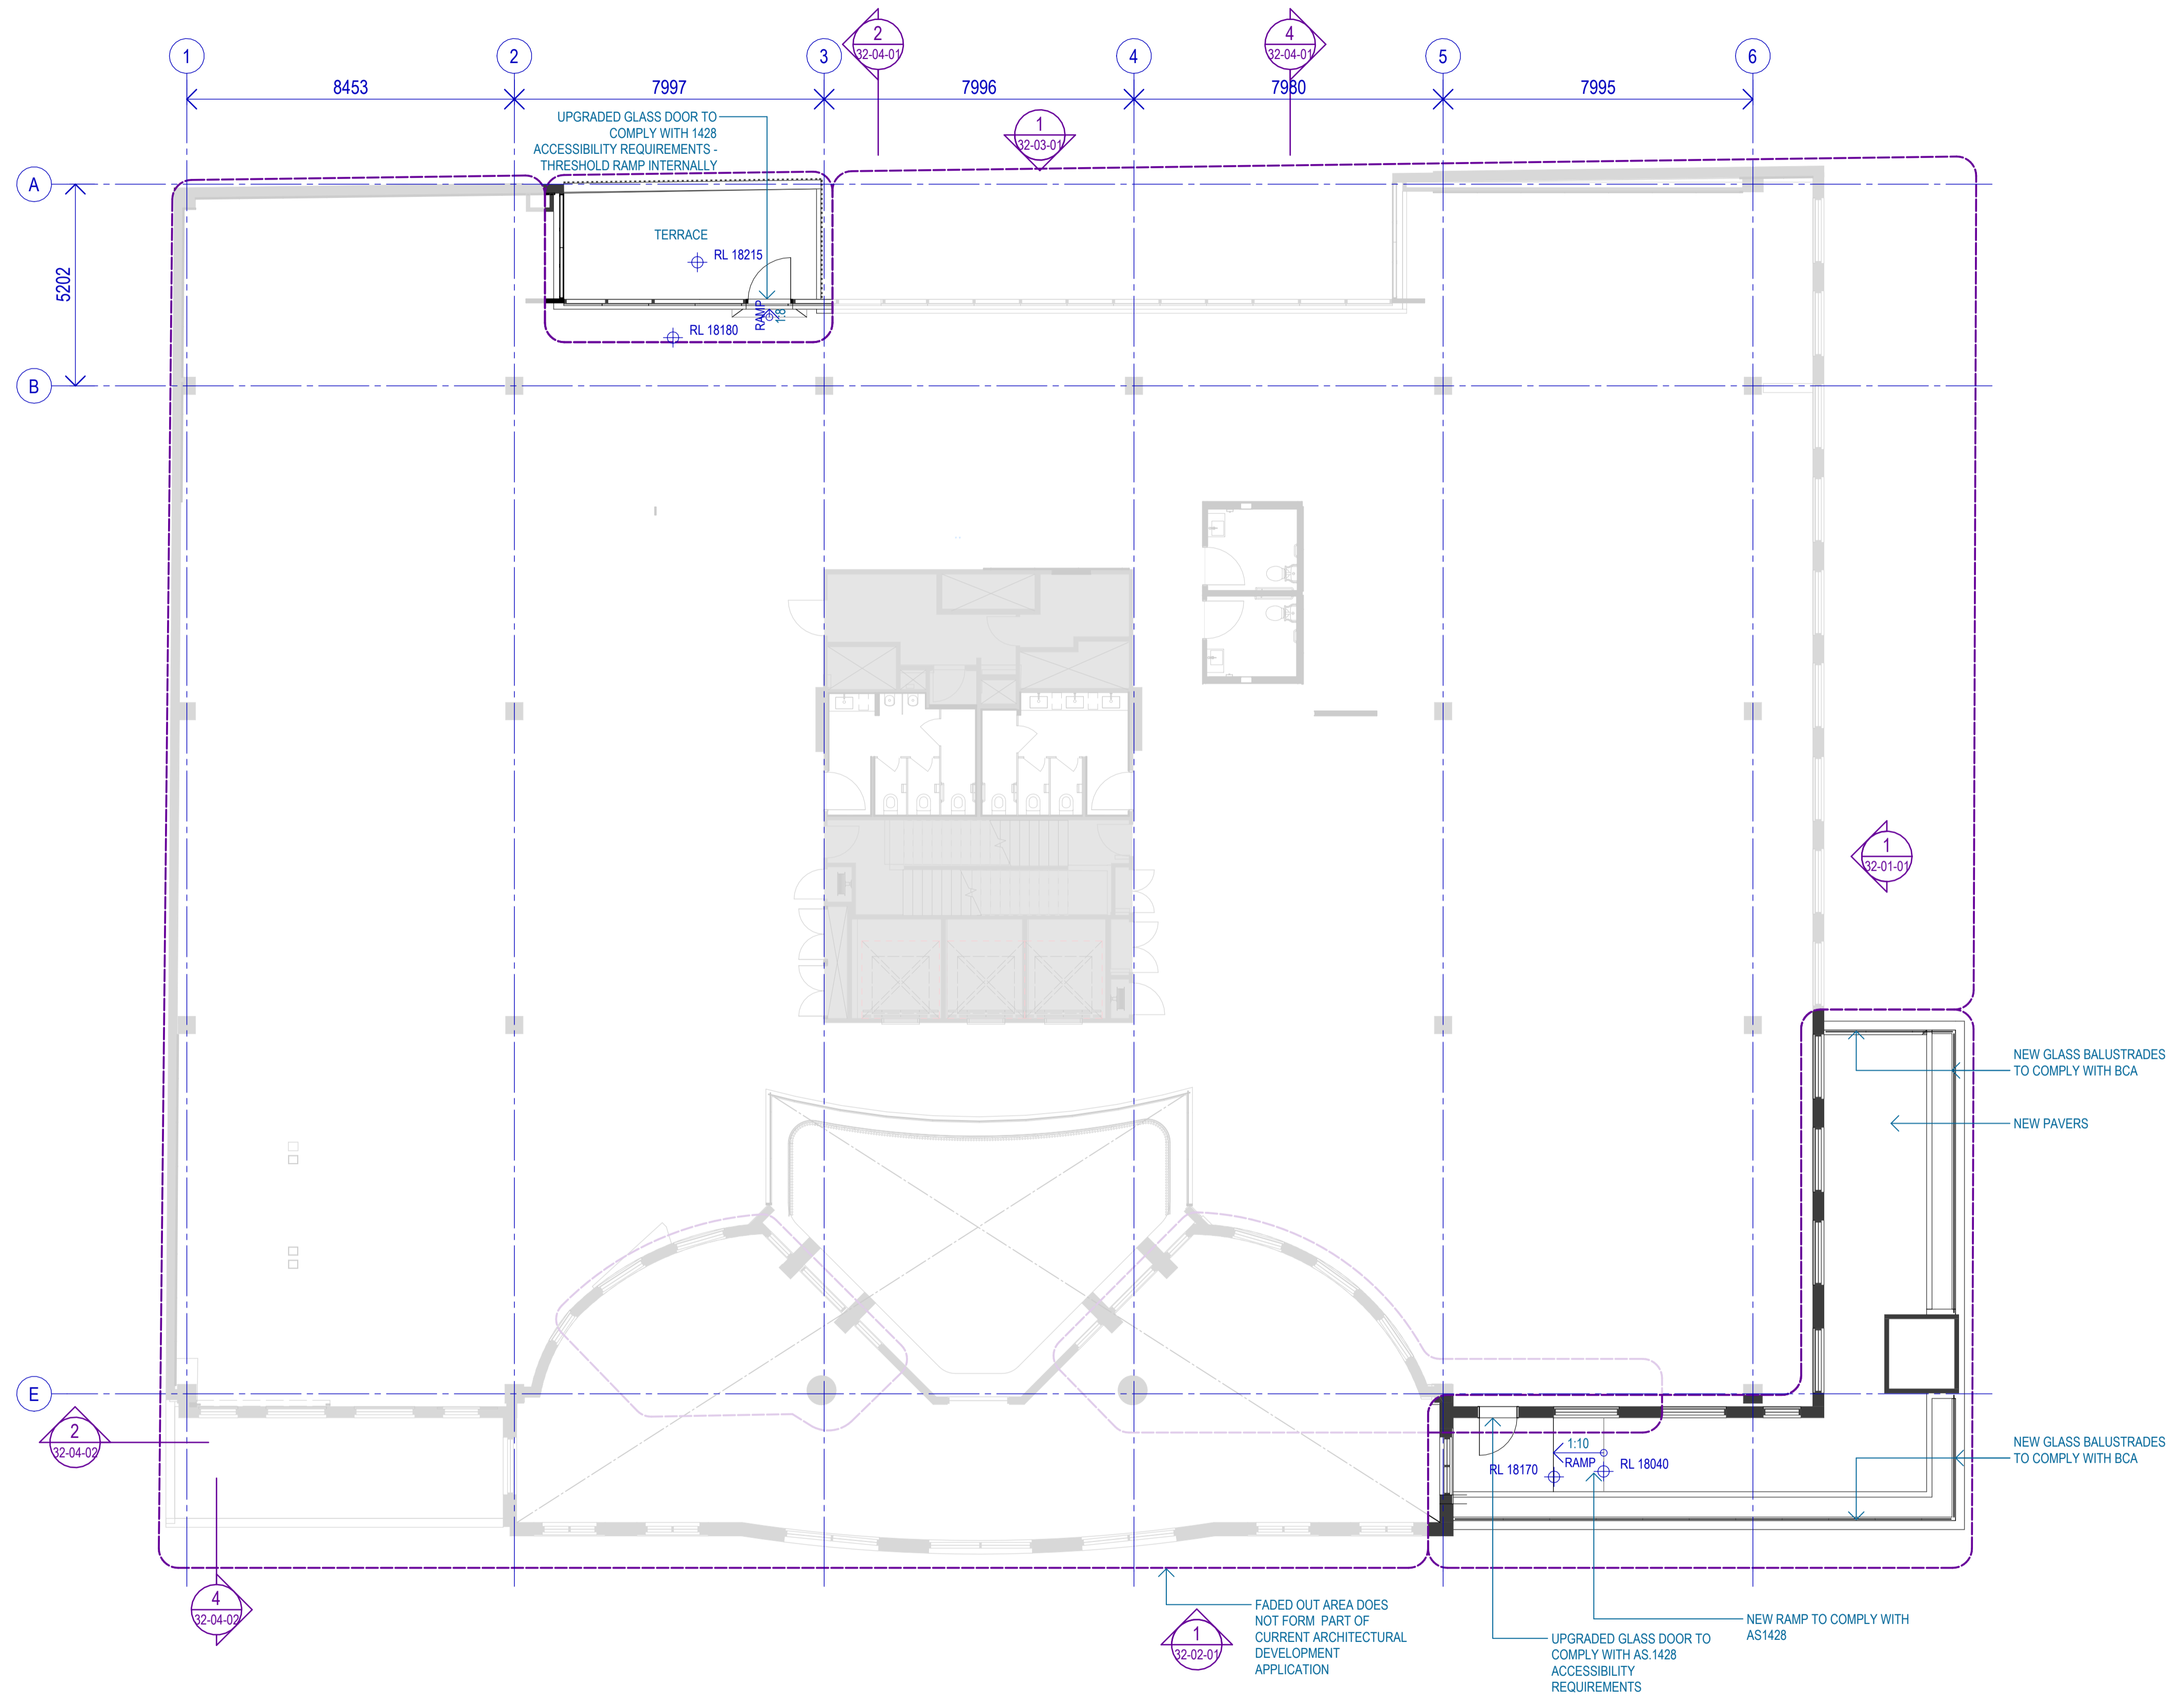 2
32-04-01
4
32-04-01
1
2
3
4
5
6
8453
7997
7996
7980
7995
UPGRADED GLASS DOOR TO
COMPLY WITH 1428
ACCESSIBILITY REQUIREMENTS -
THRESHOLD RAMP INTERNALLY
1
32-03-01
A
TERRACE
RL 18215
5202
RAMP
1:8
RL 18180
B
1
32-01-01
NEW GLASS BALUSTRADES
TO COMPLY WITH BCA
NEW PAVERS
E
2
32-04-02
1:10
RAMP
RL 18170
RL 18040
NEW GLASS BALUSTRADES
TO COMPLY WITH BCA
4
32-04-02
1
32-02-01
FADED OUT AREA DOES
NOT FORM PART OF
CURRENT ARCHITECTURAL
DEVELOPMENT
APPLICATION
UPGRADED GLASS DOOR TO
COMPLY WITH AS.1428
ACCESSIBILITY
REQUIREMENTS
NEW RAMP TO COMPLY WITH
AS1428